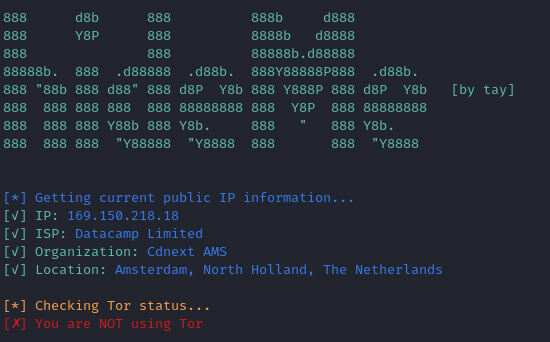 888      d8b      888          888b     d888
888      Y8P      888          8888b   d8888
888               888          88888b.d88888
88888b.  888  .d88888  .d88b.  888Y88888P888  .d88b.
888 "88b 888 d88" 888 d8P  Y8b 888 Y888P 888 d8P  Y8b   [by tay]
888  888 888 888  888 88888888 888  Y8P  888 88888888
888  888 888 Y88b 888 Y8b.     888   "   888 Y8b.
888  888 888  "Y88888  "Y8888  888       888  "Y8888
[*] Getting current public IP information...
[√] IP: 169.150.218.18
[√] ISP: Datacamp Limited
[√] Organization: Cdnext AMS
[√] Location: Amsterdam, North Holland, The Netherlands
[*] Checking Tor status...
[✗] You are NOT using Tor